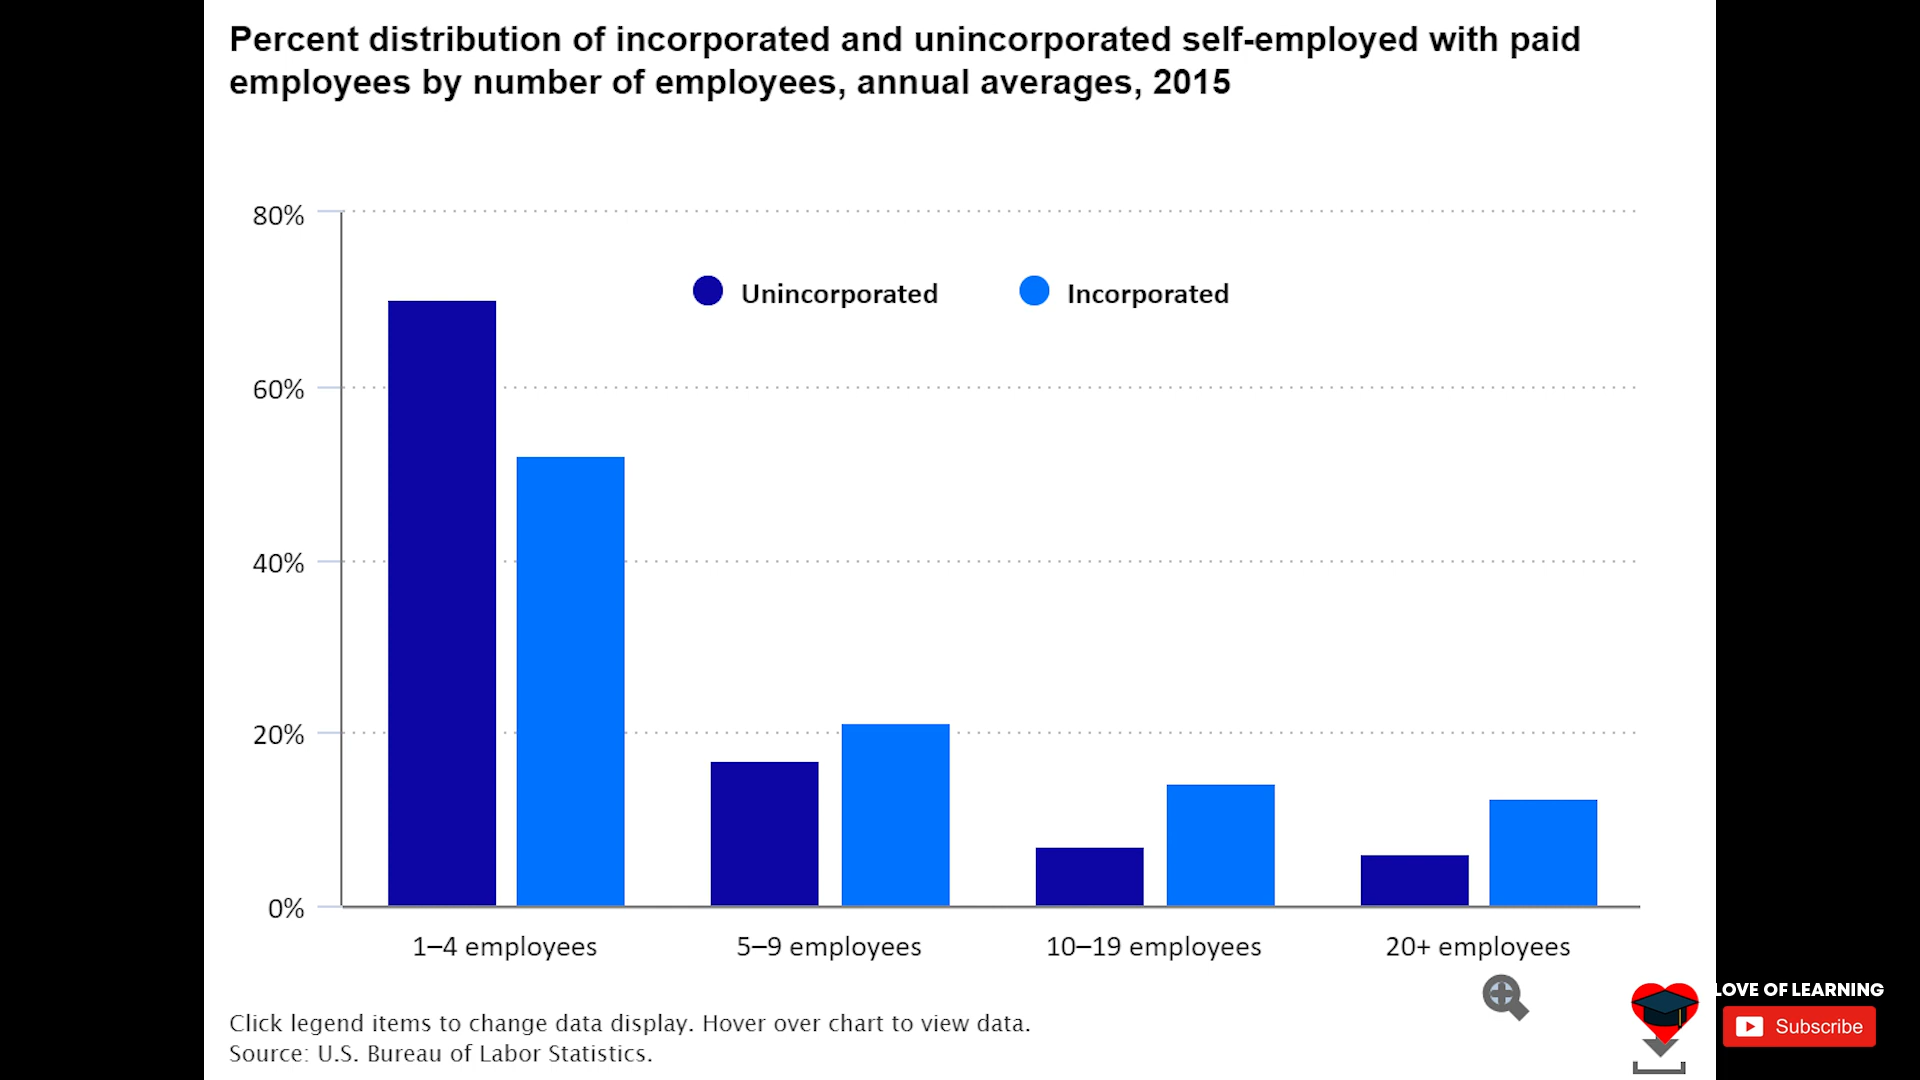 Percent distribution of incorporated and unincorporated self-employed with paid
employees by number of employees, annual averages, 2015
80%
Unincorporated
Incorporated
60%
40%
20%
0%
1–4 employees
5–9 employees
10–19 employees
20+ employees
Click legend items to change data display. Hover over chart to view data.
Source: U.S. Bureau of Labor Statistics.
LOVE OF LEARNING
Subscribe